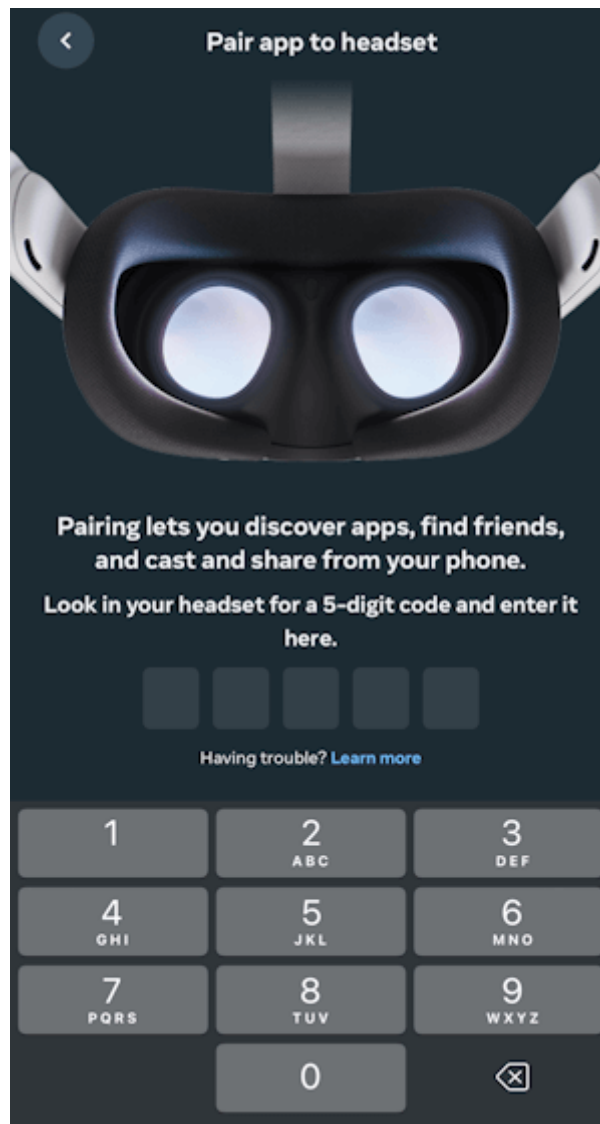 Pair app to headset
Pairing lets you discover apps, find friends,
and cast and share from your phone.
Look in your headset for a 5-digit code and enter it
here.
Having trouble? Learn more
1
2
ABC
3
DEF
4
GHI
5
JKL
6
MNO
7
PQRS
8
TUV
9
WXYZ
0